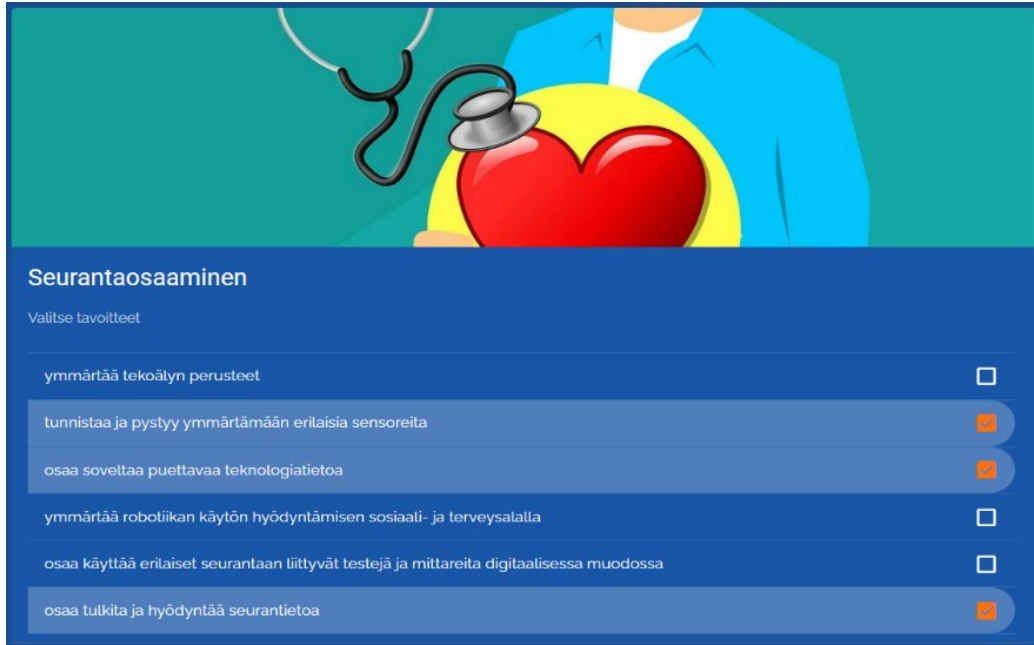 Seurantaosaaminen
Valitse tavoitteet
ymmärtää tekoälyn perusteet
tunnistaa ja pystyy ymmärtämään erilaisia sensoreita
osaa soveltaa puettavaa teknologiatietoa
ymmärtää robotiikan käytön hyödyntämisen sosiaali- ja terveysalalla
osaa käyttää erilaiset seurantaan liittyvät testejä ja mittareita digitaalisessa muodossa
osaa tulkita ja hyödyntää seurantietoa